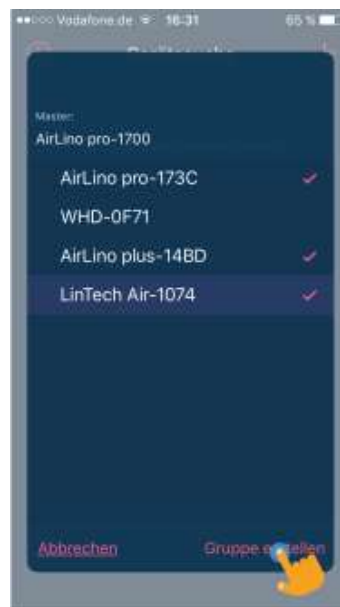 Vodafone.de 16:31 65 %
Master:
AirLino pro-1700
AirLino pro-173C
WHD-0F71
AirLino plus-14BD
LinTech Air-1074
Abbrechen Gruppe erstellen